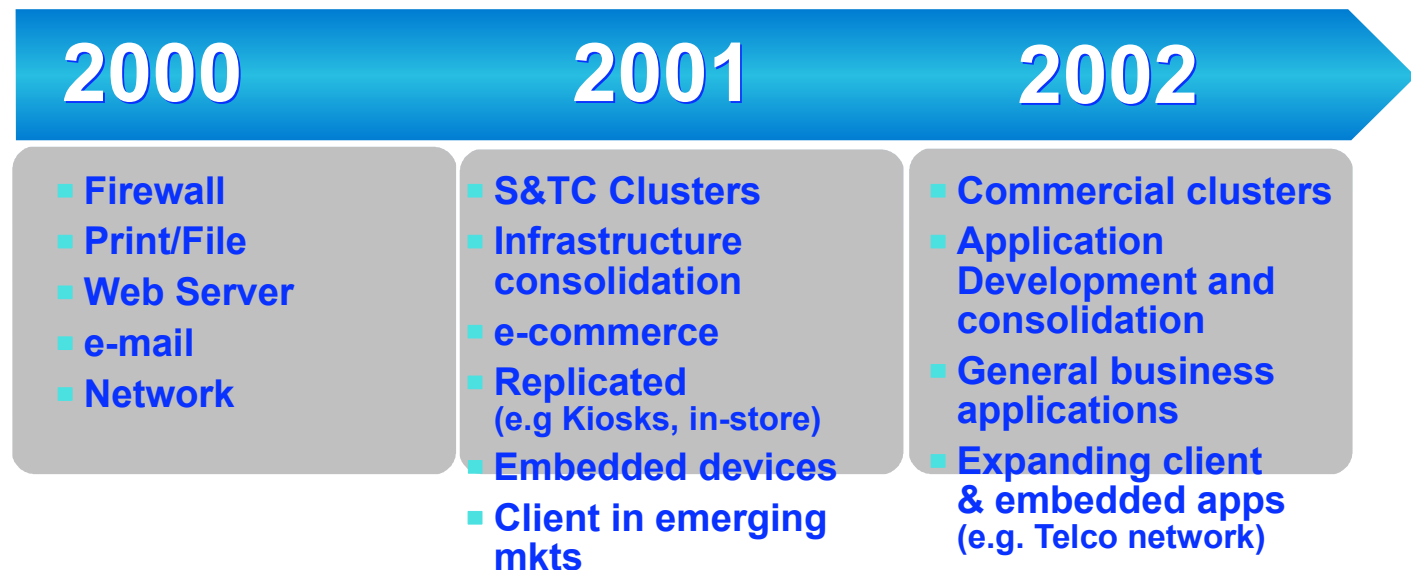 2000
2001
2002
Firewall
Print/File
Web Server
e-mail
Network
S&TC Clusters
Infrastructure
consolidation
e-commerce
Replicated
(e.g Kiosks, in-store)
Embedded devices
Client in emerging
mkts
Commercial clusters
Application
Development and
consolidation
General business
applications
Expanding client
& embedded apps
(e.g. Telco network)